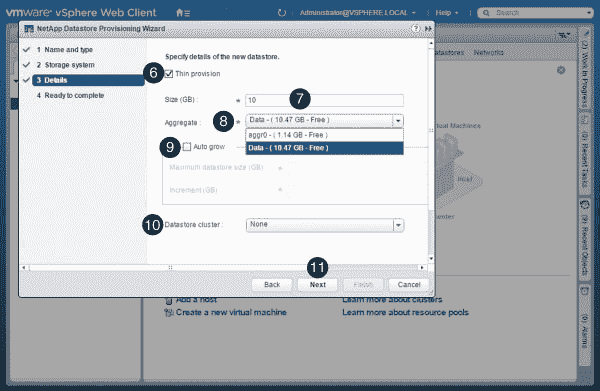 vmware® vSphere Web Client
Administrator@VSPHERE.LOCAL
Help
Search
NetApp Datastore Provisioning Wizard
1 Name and type
2 Storage system
3 Details
4 Ready to complete
Specify details of the new datastore.
6 Thin provision
Size (GB) : * 10 7
8 Aggregate : * Data - ( 10.47 GB - Free )
aggr0 - ( 1.14 GB - Free )
Data - ( 10.47 GB - Free )
9 Auto grow
Maximum datastore size (GB) *
Increment (GB) *
10 Datastore cluster : None
11
Back Next Finish Cancel
Datastores Networks
Virtual Machines
Host
Add a host
Create a new virtual machine
Learn more about clusters
Learn more about resource pools
(2) Work In Progress
(0) Recent Tasks
(9) Recent Objects
(0) Alarms